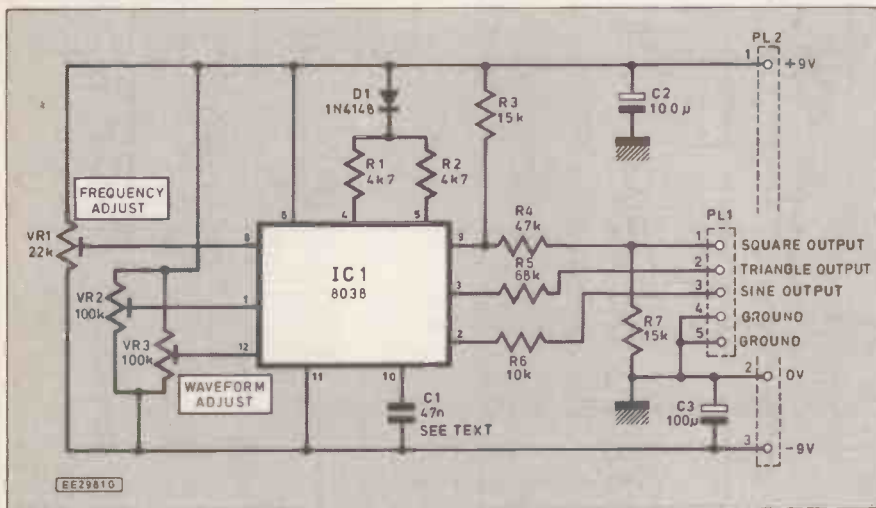 PL2
1
+9V
D1
1N4148
R3
15k
C2
100µ
R1
4k7
R2
4k7
FREQUENCY
ADJUST
VR1
22k
6
4
5
8
9
R4
47k
PL1
1
SQUARE OUTPUT
R5
68k
2
TRIANGLE OUTPUT
IC1
8038
3
3
SINE OUTPUT
VR2
100k
1
4
GROUND
VR3
100k
12
2
R6
10k
R7
15k
5
GROUND
WAVEFORM
ADJUST
11
10
2
0V
C1
47n
SEE TEXT
C3
100µ
3
-9V
EE2981G